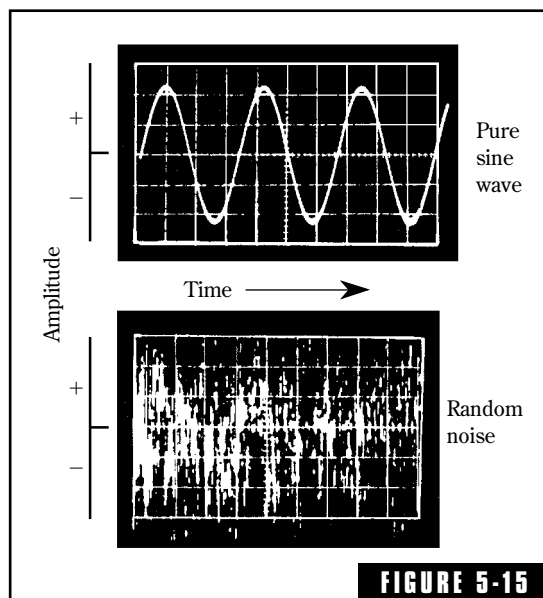 +
−
Pure
sine
wave
Amplitude
Time
+
−
Random
noise
FIGURE 5-15